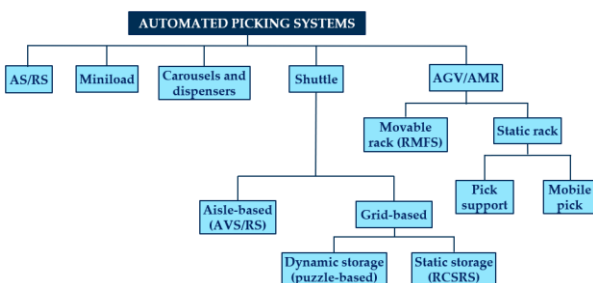 AUTOMATED PICKING SYSTEMS
AS/RS
Miniload
Carousels and
dispensers
Shuttle
AGV/AMR
Movable
rack (RMFS)
Static rack
Pick
support
Mobile
pick
Aisle-based
(AVS/RS)
Grid-based
Dynamic storage
(puzzle-based)
Static storage
(RCSRS)